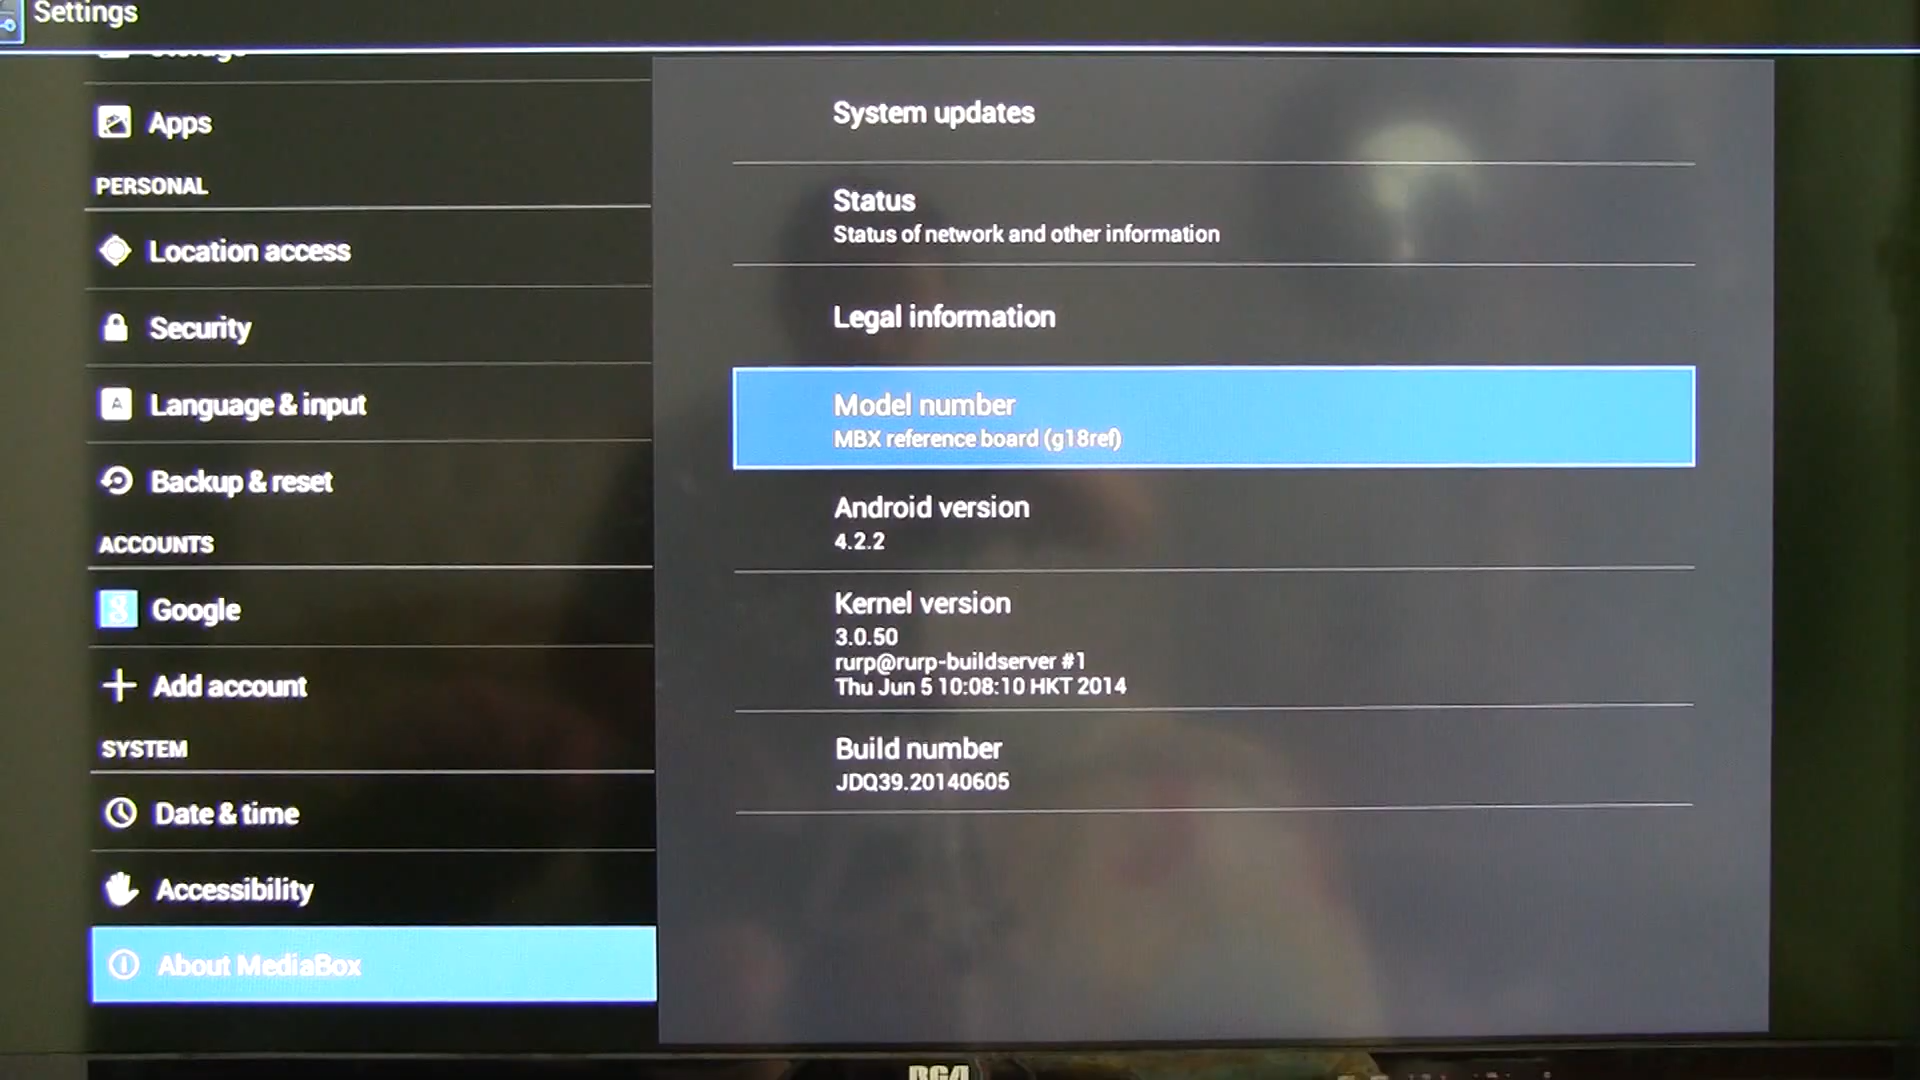 Settings
Storage
Apps
PERSONAL
Location access
Security
A Language & input
Backup & reset
ACCOUNTS
g Google
Add account
SYSTEM
Date & time
Accessibility
About MediaBox
System updates
Status
Status of network and other information
Legal information
Model number
MBX reference board (g18ref)
Android version
4.2.2
Kernel version
3.0.50
rurp@rurp-buildserver #1
Thu Jun 5 10:08:10 HKT 2014
Build number
JDQ39.20140605
RCA